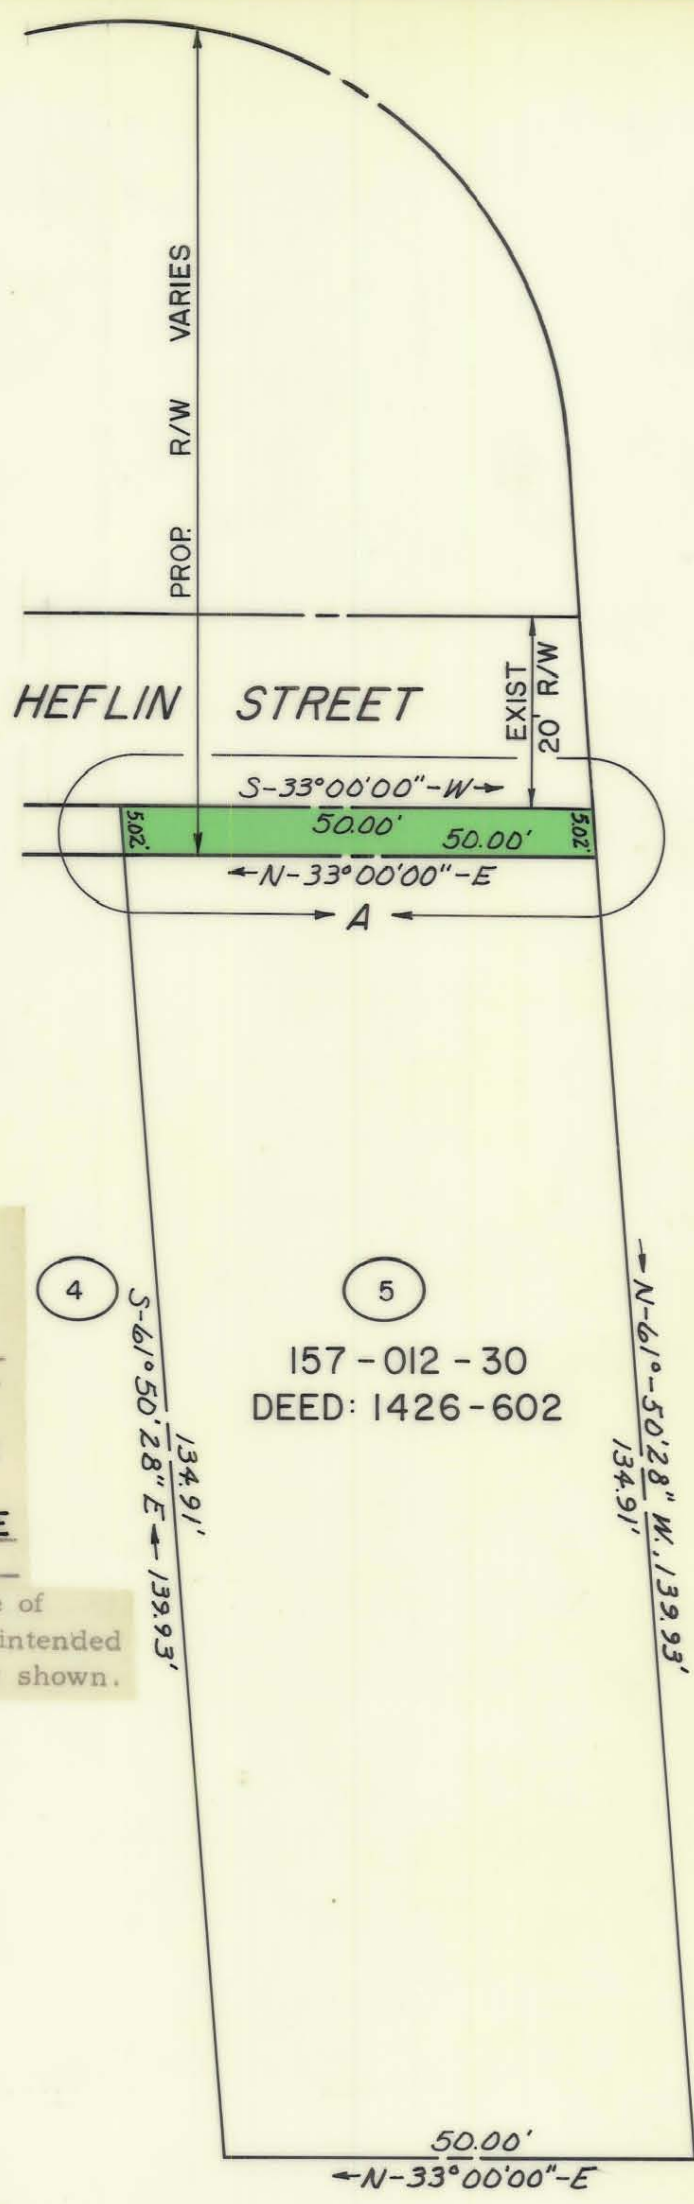 PROP. R/W VARIES
HEFLIN STREET
EXIST
20' R/W
S-33°00'00"-W
5.02'
50.00'
50.00'
5.02'
N-33°00'00"-E
A
4
5
157-012-30
DEED: 1426-602
134.91'
S-61°50'28"E 139.93'
N-61°-50'28" W., 139.93'
134.91'
E
of
intended
shown.
50.00'
N-33°00'00"-E